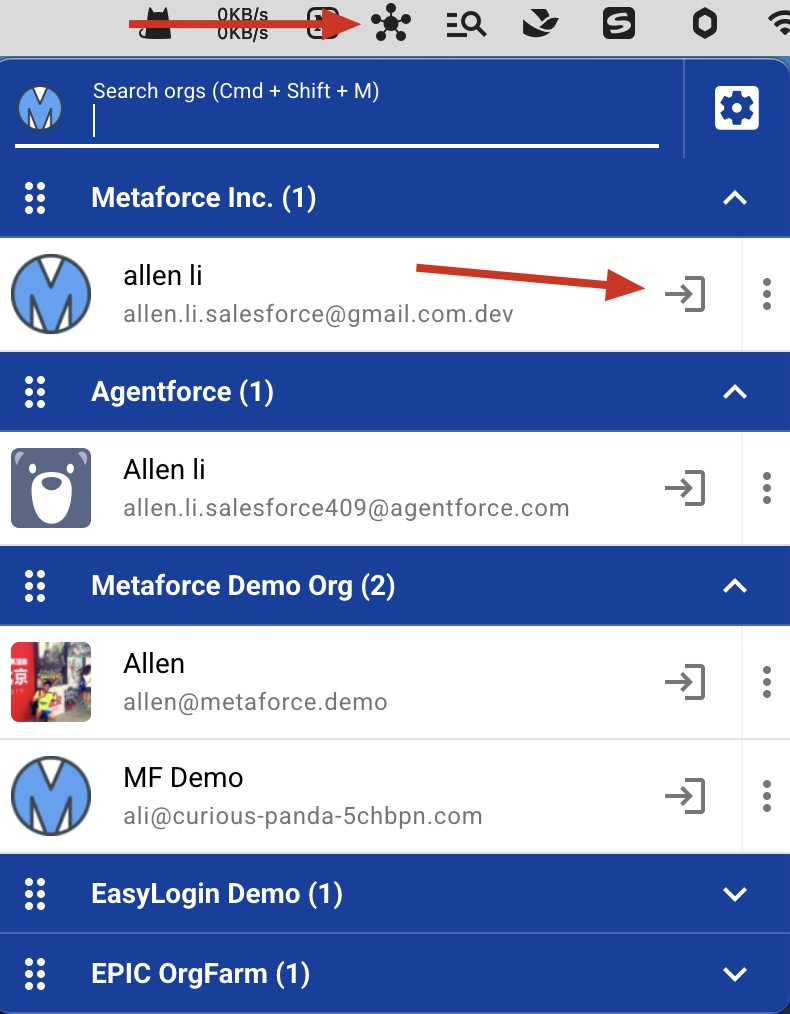 0KB/s
0KB/s
Search orgs (Cmd + Shift + M)
Metaforce Inc. (1)
allen li
allen.li.salesforce@gmail.com.dev
Agentforce (1)
Allen li
allen.li.salesforce409@agentforce.com
Metaforce Demo Org (2)
Allen
allen@metaforce.demo
MF Demo
ali@curious-panda-5chbpn.com
EasyLogin Demo (1)
EPIC OrgFarm (1)